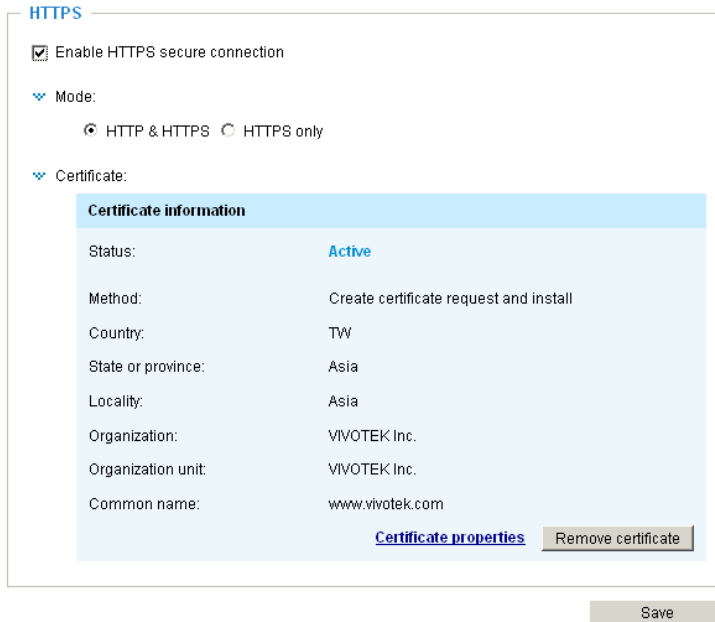 HTTPS
Enable HTTPS secure connection
Mode:
HTTP & HTTPS HTTPS only
Certificate:
Certificate information
Status: Active
Method: Create certificate request and install
Country: TW
State or province: Asia
Locality: Asia
Organization: VIVOTEK Inc.
Organization unit: VIVOTEK Inc.
Common name: www.vivotek.com
Certificate properties Remove certificate
Save